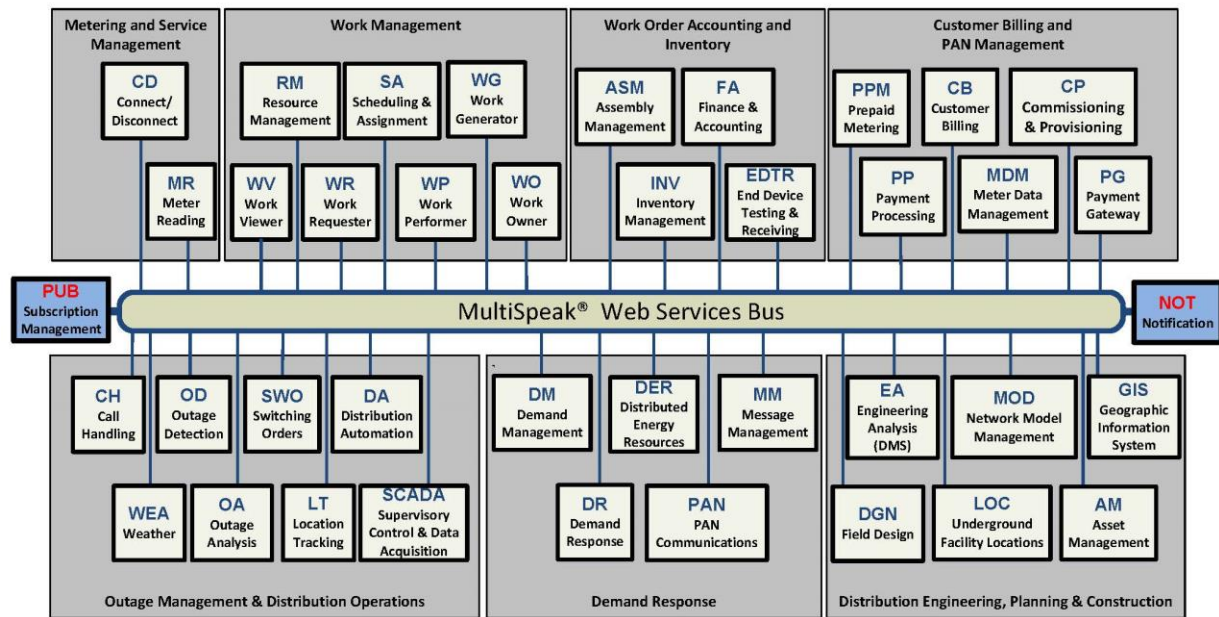 Metering and Service
Management
CD
Connect/
Disconnect
MR
Meter
Reading
Work Management
RM
Resource
Management
SA
Scheduling &
Assignment
WG
Work
Generator
WV
Work
Viewer
WR
Work
Requester
WP
Work
Performer
WO
Work
Owner
Work Order Accounting and
Inventory
ASM
Assembly
Management
FA
Finance &
Accounting
INV
Inventory
Management
EDTR
End Device
Testing &
Receiving
Customer Billing and
PAN Management
PPM
Prepaid
Metering
CB
Customer
Billing
CP
Commissioning
& Provisioning
PP
Payment
Processing
MDM
Meter Data
Management
PG
Payment
Gateway
PUB
Subscription
Management
MultiSpeak® Web Services Bus
NOT
Notification
CH
Call
Handling
OD
Outage
Detection
SWO
Switching
Orders
DA
Distribution
Automation
WEA
Weather
OA
Outage
Analysis
LT
Location
Tracking
SCADA
Supervisory
Control & Data
Acquisition
Outage Management & Distribution Operations
DM
Demand
Management
DER
Distributed
Energy
Resources
MM
Message
Management
DR
Demand
Response
PAN
PAN
Communications
Demand Response
EA
Engineering
Analysis
(DMS)
MOD
Network Model
Management
GIS
Geographic
Information
System
DGN
Field Design
LOC
Underground
Facility Locations
AM
Asset
Management
Distribution Engineering, Planning & Construction